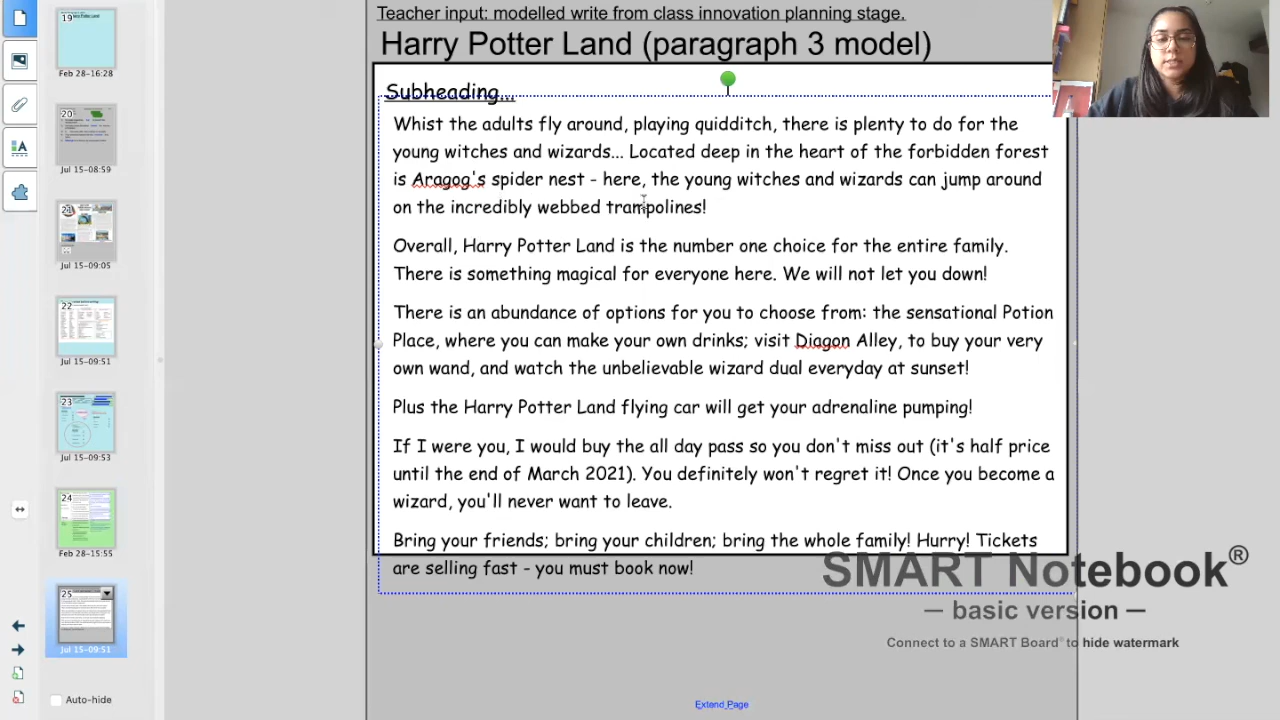 Teacher input: modelled write from class innovation planning stage.
Harry Potter Land (paragraph 3 model)
Subheading...
Whist the adults fly around, playing quidditch, there is plenty to do for the
young witches and wizards... Located deep in the heart of the forbidden forest
is Aragog's spider nest - here, the young witches and wizards can jump around
on the incredibly webbed trampolines!
Overall, Harry Potter Land is the number one choice for the entire family.
There is something magical for everyone here. We will not let you down!
There is an abundance of options for you to choose from: the sensational Potion
Place, where you can make your own drinks; visit Diagon Alley, to buy your very
own wand, and watch the unbelievable wizard dual everyday at sunset!
Plus the Harry Potter Land flying car will get your adrenaline pumping!
If I were you, I would buy the all day pass so you don't miss out (it's half price
until the end of March 2021). You definitely won't regret it! Once you become a
wizard, you'll never want to leave.
Bring your friends; bring your children; bring the whole family! Hurry! Tickets
are selling fast - you must book now!
SMART Notebook®
— basic version —
Connect to a SMART Board® to hide watermark
Extend Page
19
Feb 28-16:28
20
Jul 15-08:59
21
Jul 15-09:05
22
Jul 15-09:51
23
Jul 15-09:53
24
Feb 28-15:55
25
Jul 15-09:51
Auto-hide